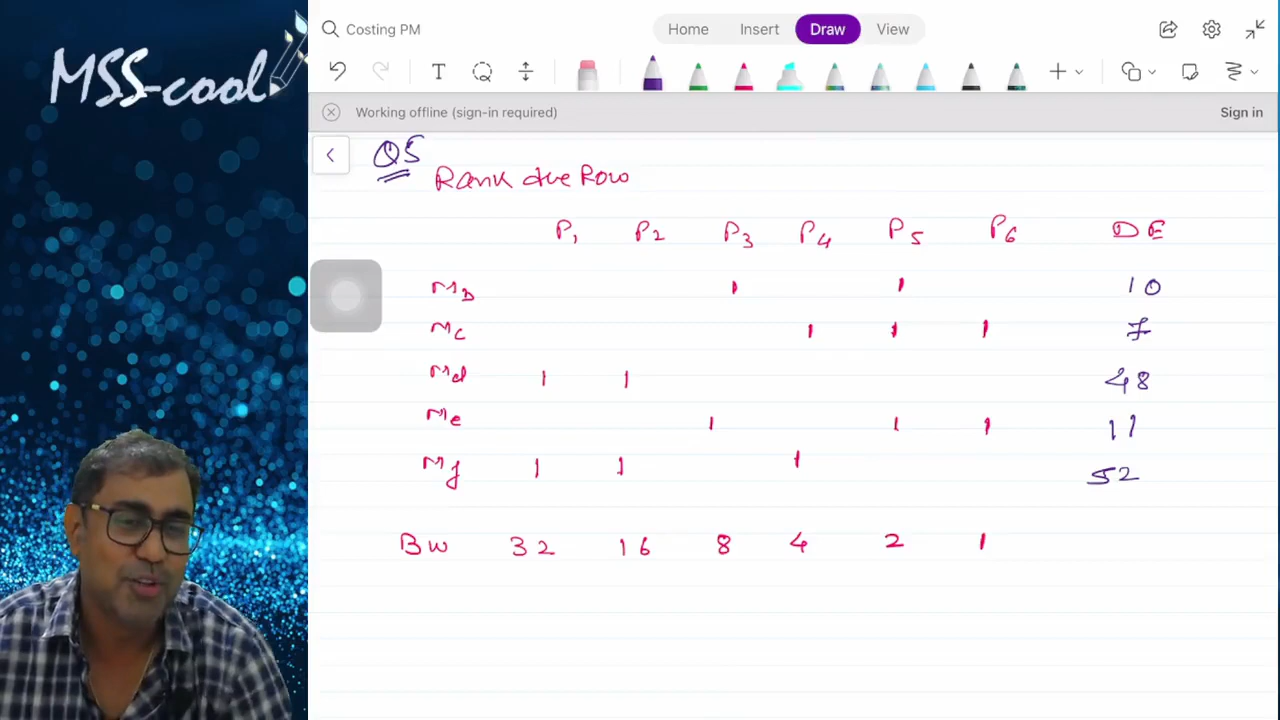 MSS-cool
Costing PM
Home Insert Draw View
Working offline (sign-in required) Sign in
Q5
Rank the Row
P1 P2 P3 P4 P5 P6 DE
MB 1 1 10
MC 1 1 1 7
Md 1 1 48
Me 1 1 1 11
Mf 1 1 1 52
BW 32 16 8 4 2 1